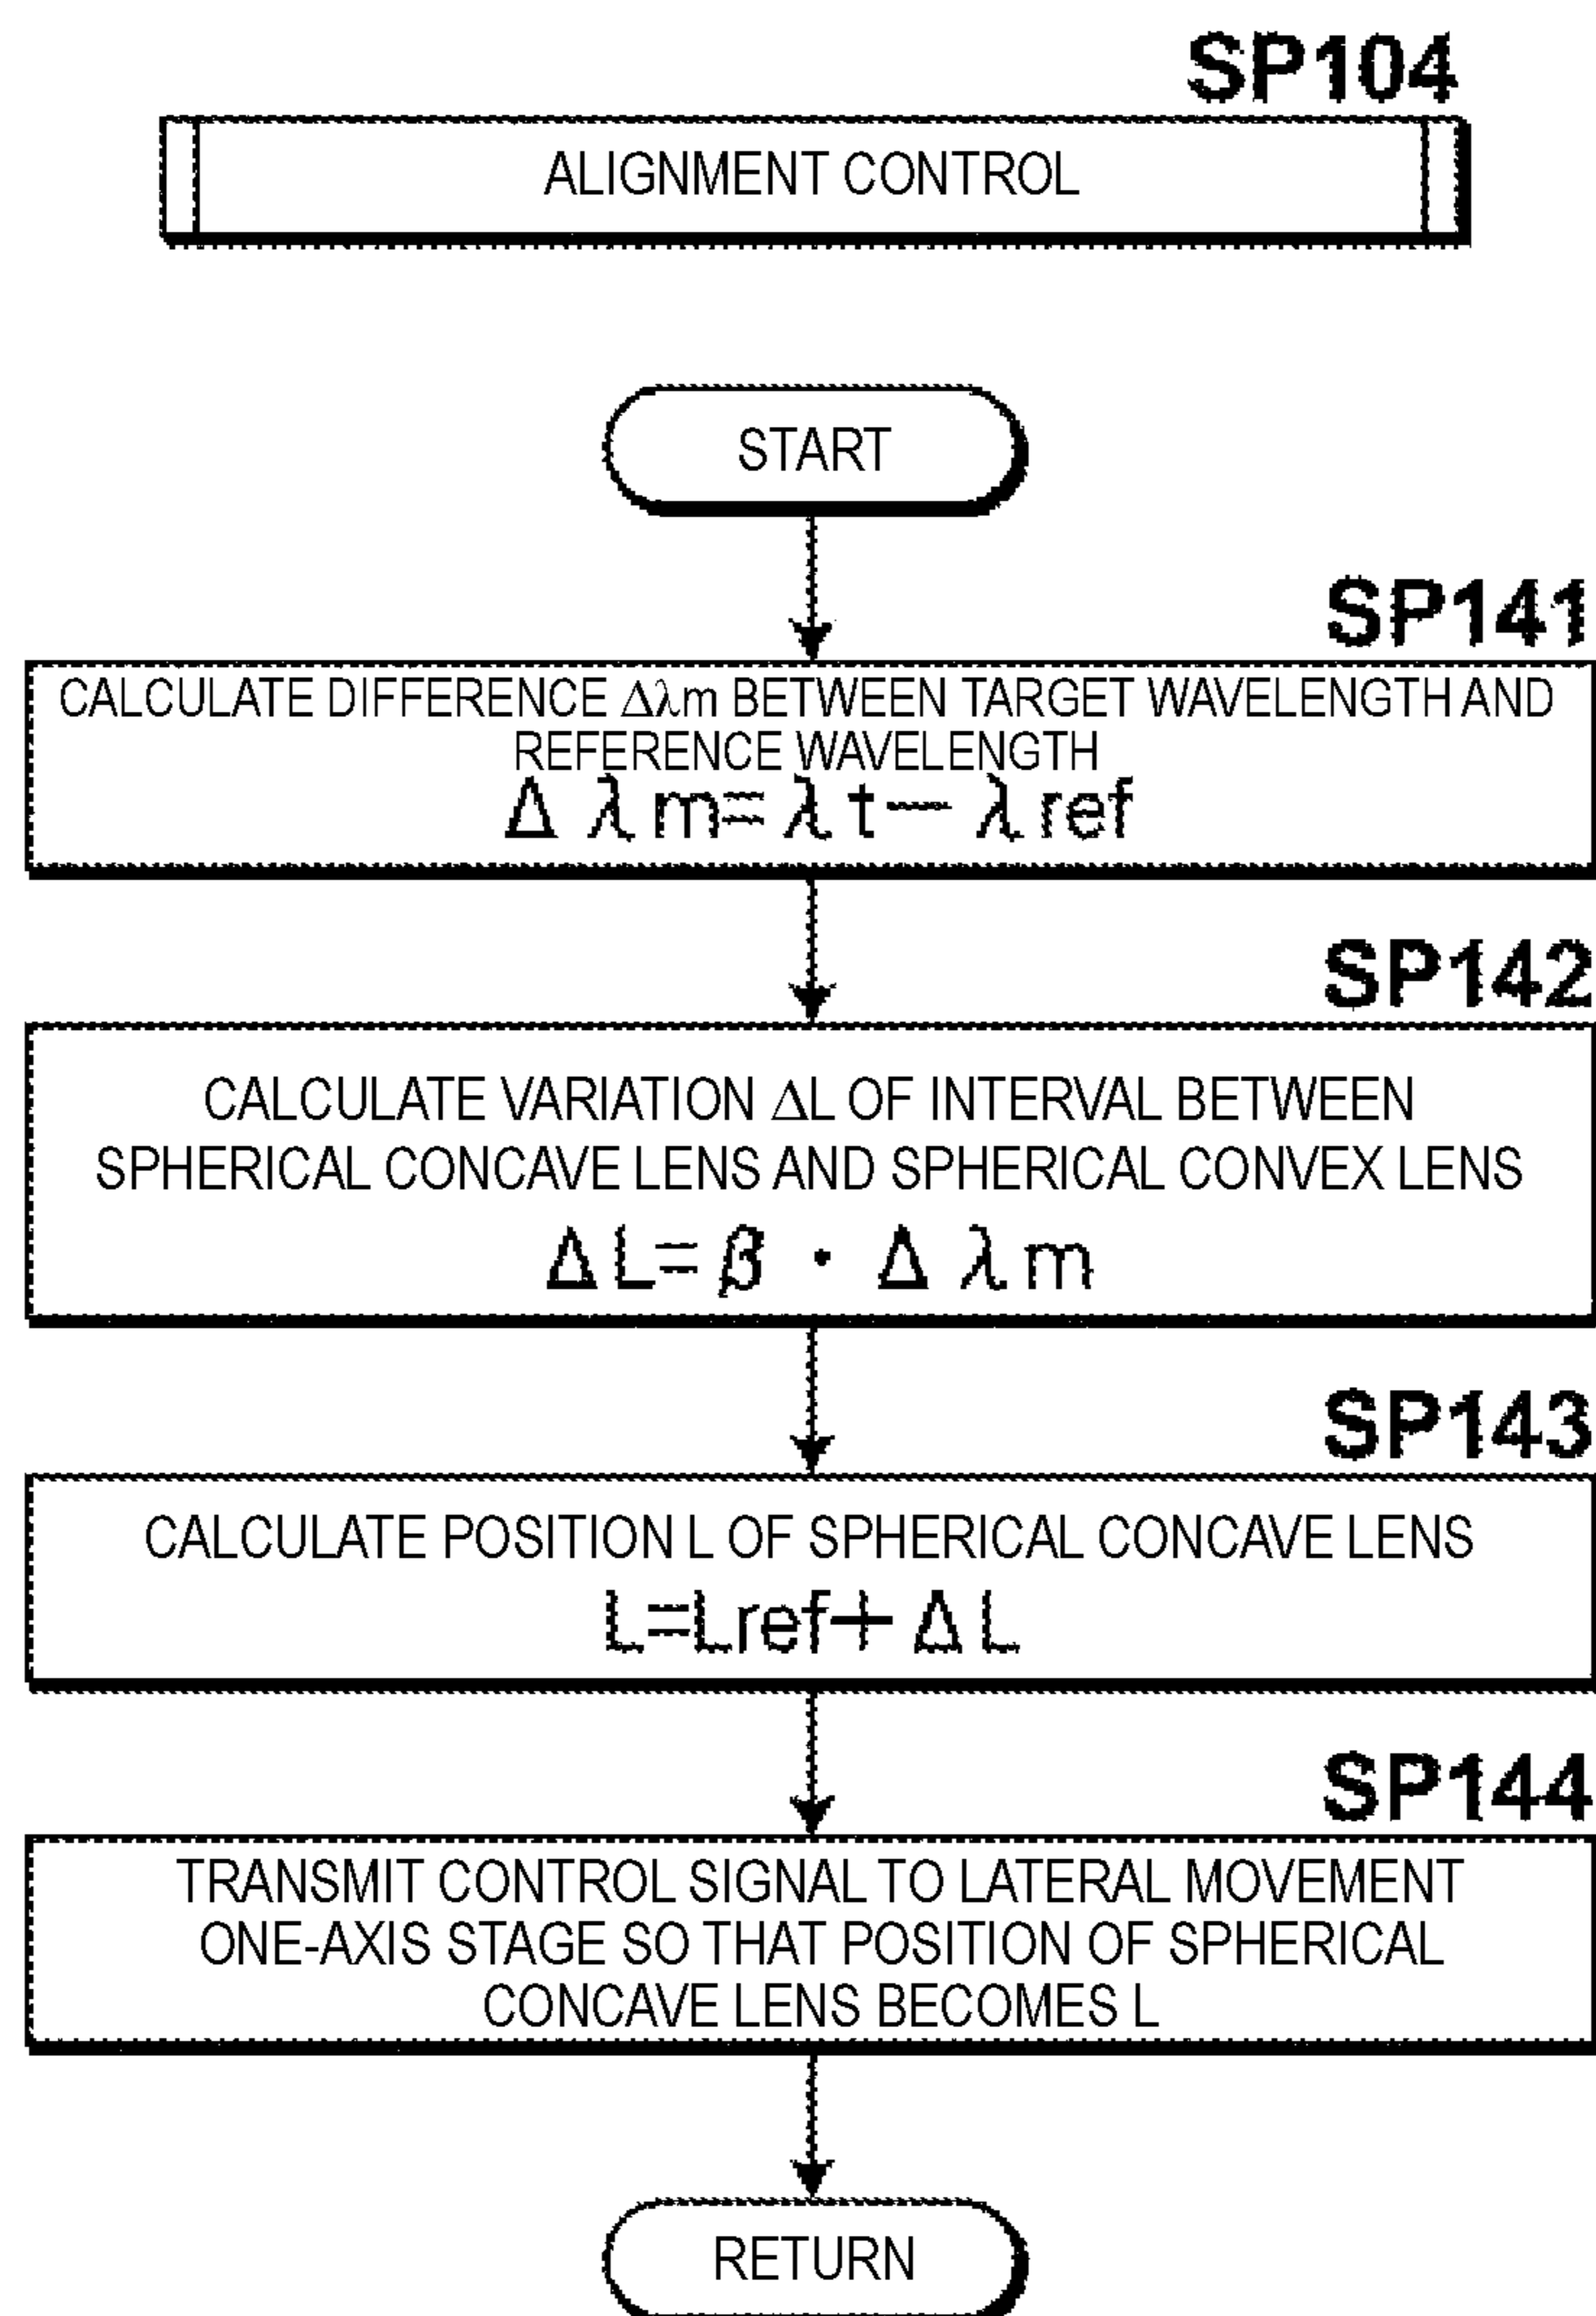 SP104
ALIGNMENT CONTROL
START
SP141
CALCULATE DIFFERENCE Δλm BETWEEN TARGET WAVELENGTH AND
REFERENCE WAVELENGTH
Δλm=λt−λref
SP142
CALCULATE VARIATION ΔL OF INTERVAL BETWEEN
SPHERICAL CONCAVE LENS AND SPHERICAL CONVEX LENS
ΔL=β・Δλm
SP143
CALCULATE POSITION L OF SPHERICAL CONCAVE LENS
L=Lref+ΔL
SP144
TRANSMIT CONTROL SIGNAL TO LATERAL MOVEMENT
ONE-AXIS STAGE SO THAT POSITION OF SPHERICAL
CONCAVE LENS BECOMES L
RETURN